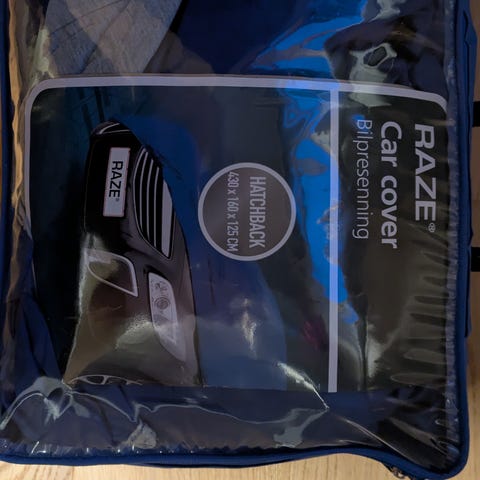 RAZE®
Car cover
Bilpresenning
HATCHBACK
430 x 160 x 125 CM
RAZE®